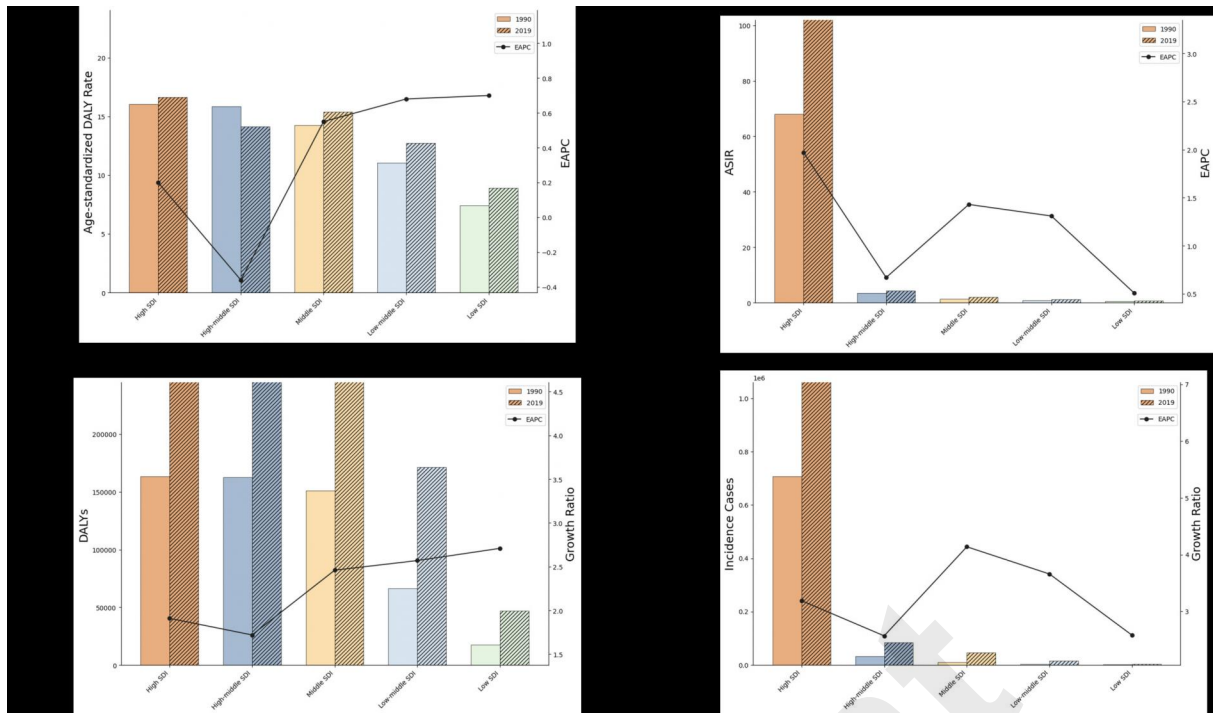 1990
2019
EAPC
Age-standardized DALY Rate
20
15
10
5
0
1.0
0.8
0.6
0.4
0.2
0.0
−0.2
−0.4
EAPC
High SDI
High-middle SDI
Middle SDI
Low-middle SDI
Low SDI
1990
2019
EAPC
ASIR
100
80
60
40
20
0
3.0
2.5
2.0
1.5
1.0
0.5
EAPC
High SDI
High-middle SDI
Middle SDI
Low-middle SDI
Low SDI
1990
2019
EAPC
DALYs
200000
150000
100000
50000
0
4.5
4.0
3.5
3.0
2.5
2.0
1.5
Growth Ratio
High SDI
High-middle SDI
Middle SDI
Low-middle SDI
Low SDI
1e6
1990
2019
EAPC
Incidence Cases
1.0
0.8
0.6
0.4
0.2
0.0
7
6
5
4
3
Growth Ratio
High SDI
High-middle SDI
Middle SDI
Low-middle SDI
Low SDI